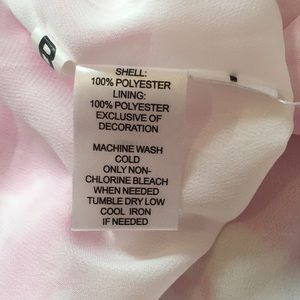 SHELL:
100% POLYESTER
LINING:
100% POLYESTER
EXCLUSIVE OF
DECORATION
MACHINE WASH
COLD
ONLY NON-
CHLORINE BLEACH
WHEN NEEDED
TUMBLE DRY LOW
COOL IRON
IF NEEDED